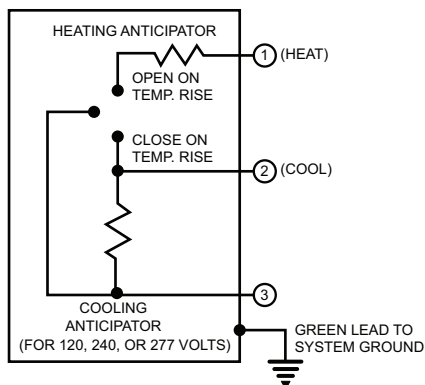 HEATING ANTICIPATOR
1 (HEAT)
OPEN ON
TEMP. RISE
CLOSE ON
TEMP. RISE
2 (COOL)
3
COOLING
ANTICIPATOR
(FOR 120, 240, OR 277 VOLTS)
GREEN LEAD TO
SYSTEM GROUND